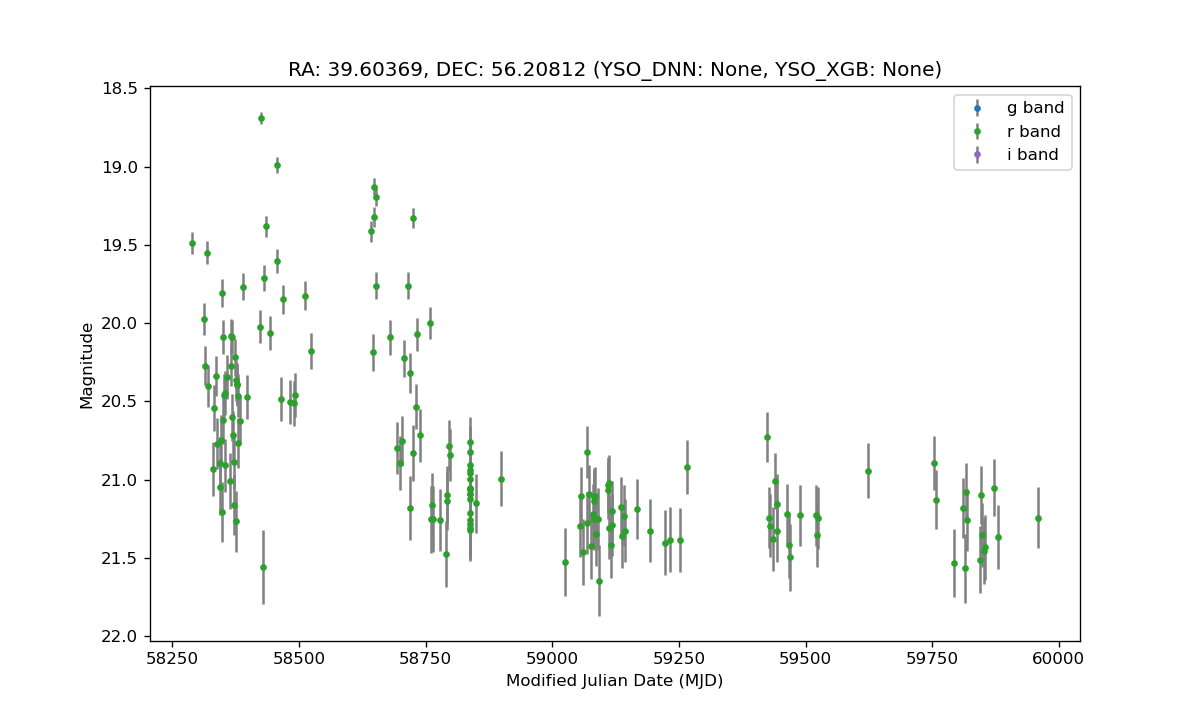 RA: 39.60369, DEC: 56.20812 (YSO_DNN: None, YSO_XGB: None)
g band
r band
i band
18.5
19.0
19.5
20.0
20.5
21.0
21.5
22.0
Magnitude
58250 58500 58750 59000 59250 59500 59750 60000
Modified Julian Date (MJD)